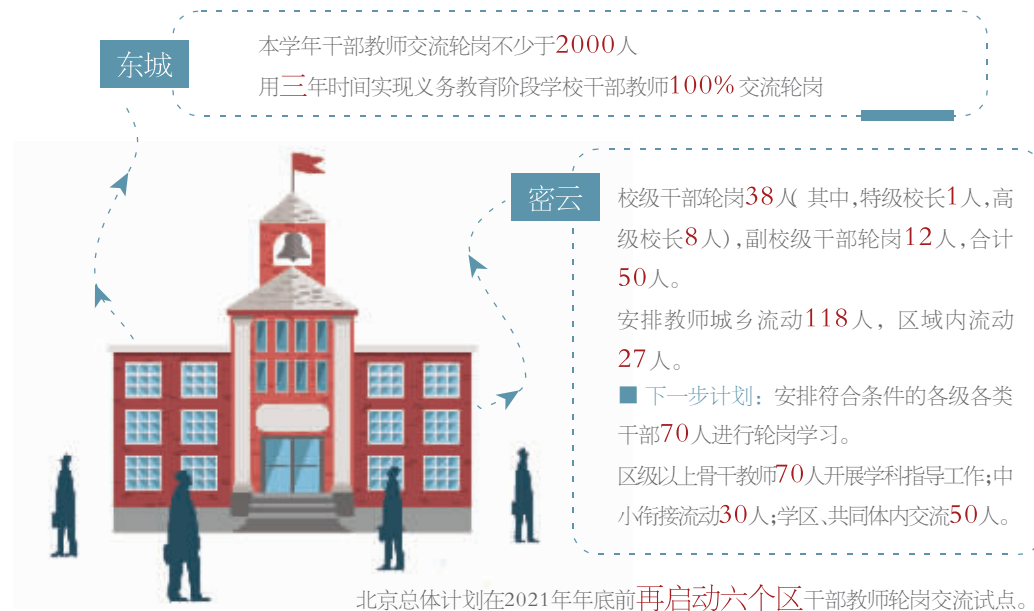 东城
本学年干部教师交流轮岗不少于2000人
用三年时间实现义务教育阶段学校干部教师100%交流轮岗
密云
校级干部轮岗38人( 其中,特级校长1人,高
级校长8人),副校级干部轮岗12人,合计
50人。
安排教师城乡流动118人, 区域内流动
27人。
■ 下一步计划：安排符合条件的各级各类
干部70人进行轮岗学习。
区级以上骨干教师70人开展学科指导工作;中
小衔接流动30人;学区、共同体内交流50人。
北京总体计划在2021年年底前再启动六个区干部教师轮岗交流试点。